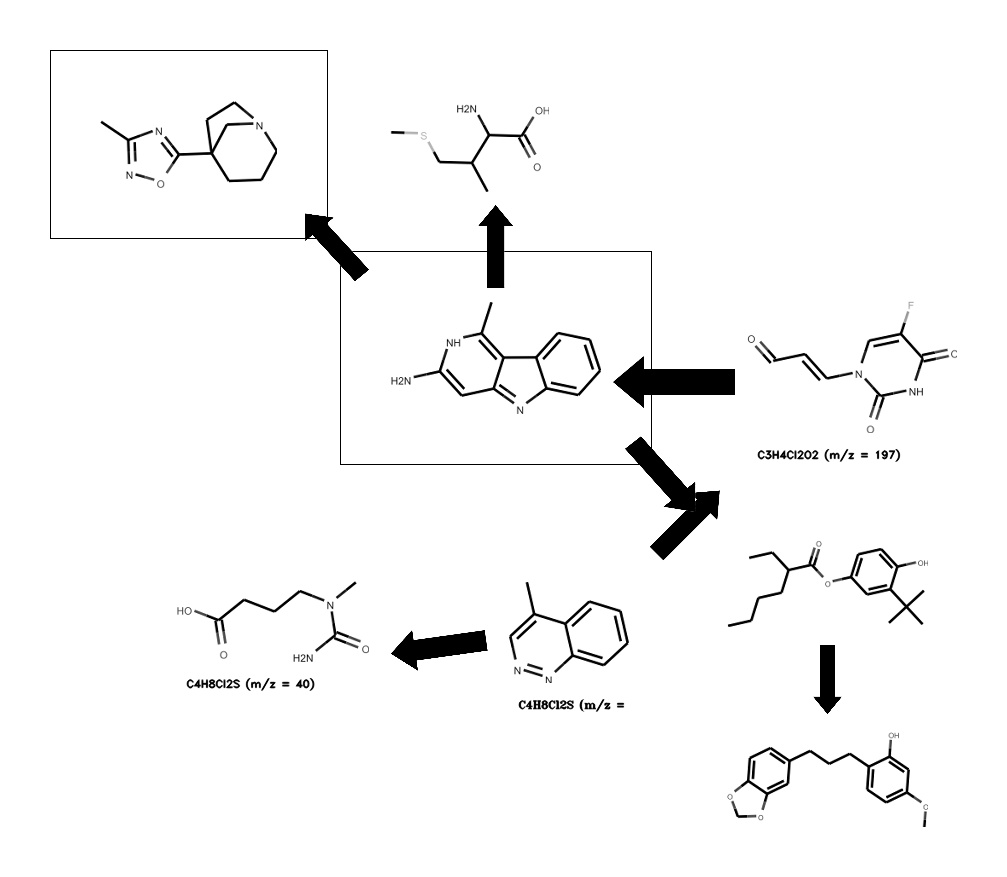 H2N
OH
S
O
N
N
N
O
F
O
O
N
NH
O
NH
H2N
N
C3H4Cl2O2 (m/z = 197)
O
OH
O
HO
N
O
H2N
O
N
N
C4H8Cl2S (m/z = 40)
C4H8Cl2S (m/z =
OH
O
O
O